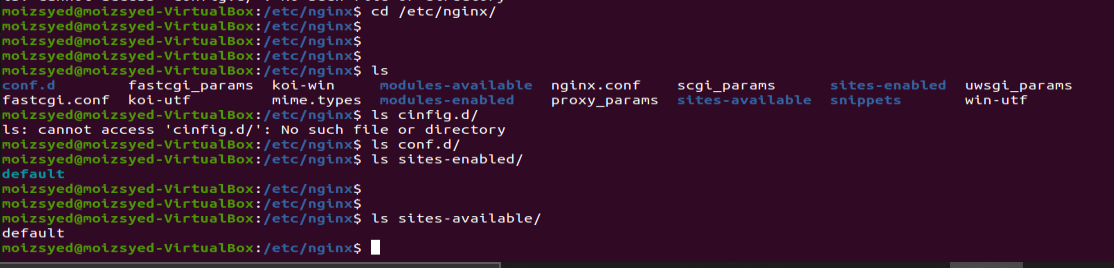 moizsyed@moizsyed-VirtualBox:/etc/nginx$ cd /etc/nginx/
moizsyed@moizsyed-VirtualBox:/etc/nginx$
moizsyed@moizsyed-VirtualBox:/etc/nginx$
moizsyed@moizsyed-VirtualBox:/etc/nginx$
moizsyed@moizsyed-VirtualBox:/etc/nginx$ ls
conf.d fastcgi_params koi-win modules-available nginx.conf scgi_params sites-enabled uwsgi_params
fastcgi.conf koi-utf mime.types modules-enabled proxy_params sites-available snippets win-utf
moizsyed@moizsyed-VirtualBox:/etc/nginx$ ls cinfig.d/
ls: cannot access 'cinfig.d/': No such file or directory
moizsyed@moizsyed-VirtualBox:/etc/nginx$ ls conf.d/
moizsyed@moizsyed-VirtualBox:/etc/nginx$ ls sites-enabled/
default
moizsyed@moizsyed-VirtualBox:/etc/nginx$
moizsyed@moizsyed-VirtualBox:/etc/nginx$
moizsyed@moizsyed-VirtualBox:/etc/nginx$ ls sites-available/
default
moizsyed@moizsyed-VirtualBox:/etc/nginx$